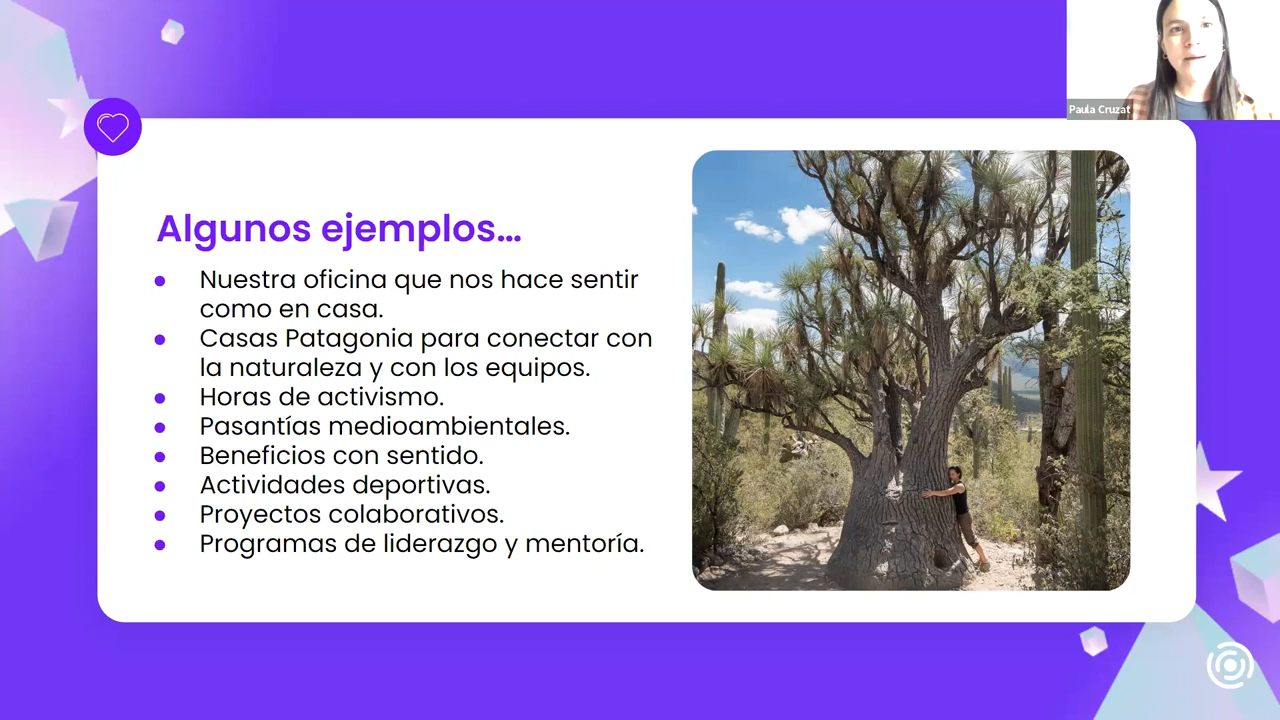 Paula Cruzat
Algunos ejemplos...
● Nuestra oficina que nos hace sentir
como en casa.
● Casas Patagonia para conectar con
la naturaleza y con los equipos.
● Horas de activismo.
● Pasantías medioambientales.
● Beneficios con sentido.
● Actividades deportivas.
● Proyectos colaborativos.
● Programas de liderazgo y mentoría.